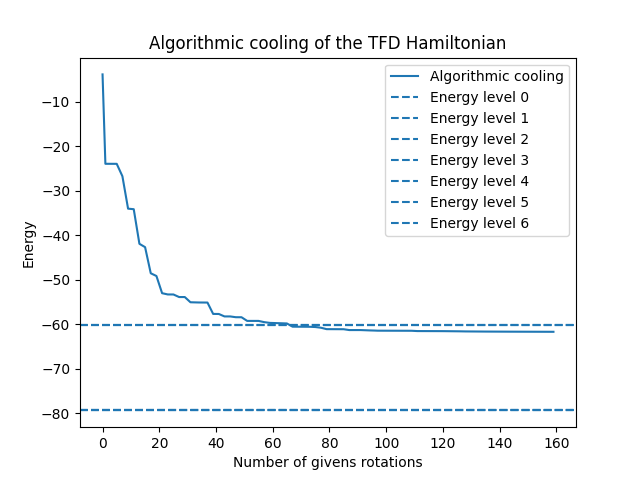 Algorithmic cooling of the TFD Hamiltonian
Algorithmic cooling
Energy level 0
Energy level 1
Energy level 2
Energy level 3
Energy level 4
Energy level 5
Energy level 6
−10
−20
−30
−40
−50
−60
−70
−80
Energy
0 20 40 60 80 100 120 140 160
Number of givens rotations